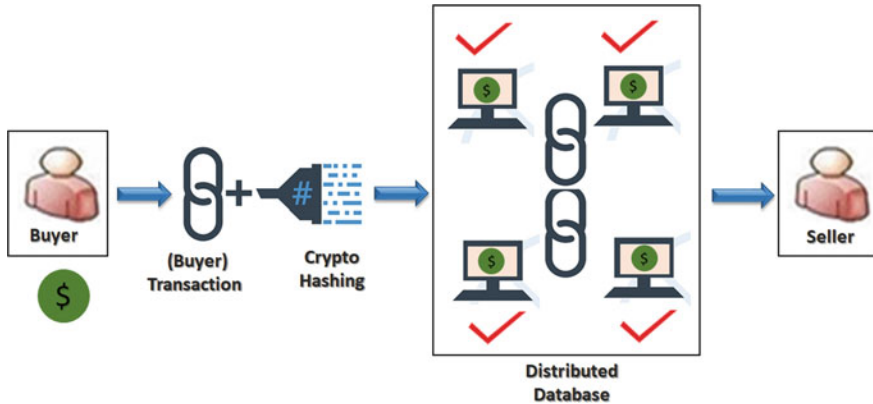 Buyer
$
(Buyer)
Transaction
+
#
Crypto
Hashing
$
$
$
$
Distributed
Database
Seller